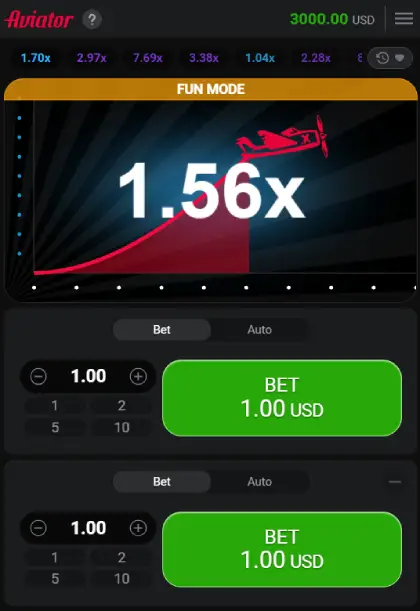 Aviator ? 3000.00 USD
1.70x 2.97x 7.69x 3.38x 1.04x 2.28x
FUN MODE
1.56x
Bet Auto
1.00
1 2
5 10
BET
1.00 USD
Bet Auto
1.00
1 2
5 10
BET
1.00 USD